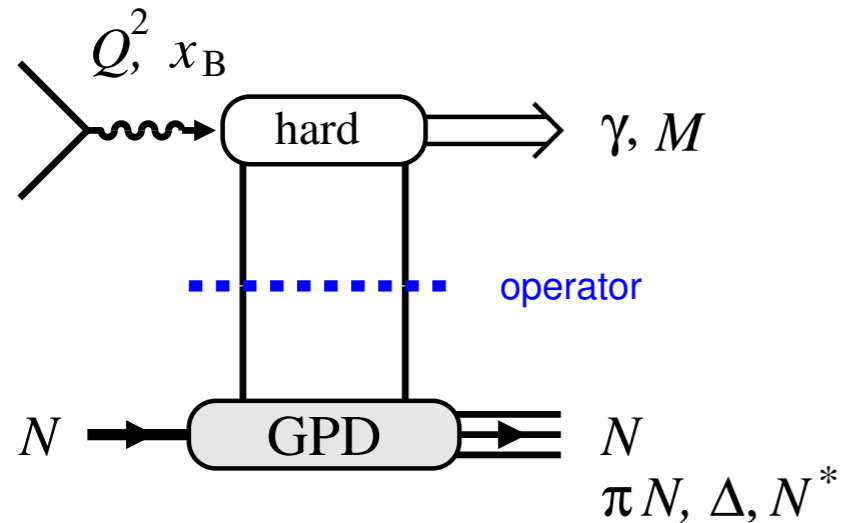 Q², x_B
hard
γ, M
operator
N
GPD
N
πN, Δ, N*